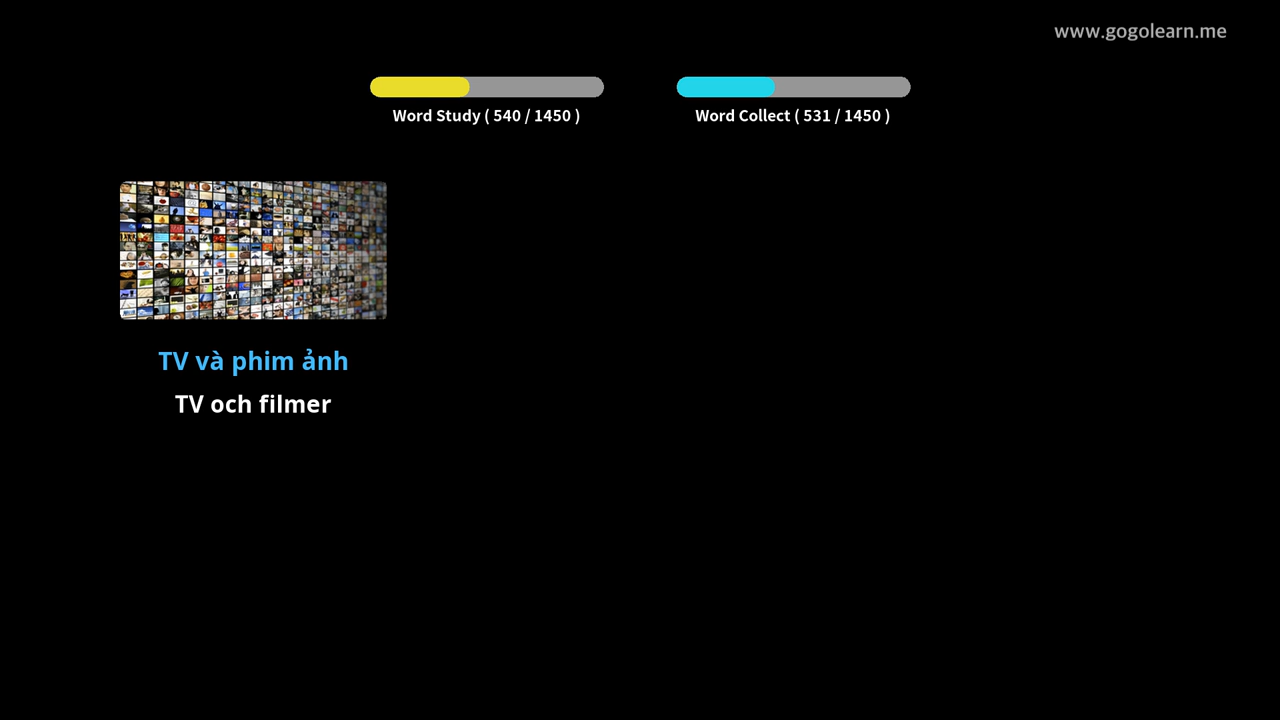 www.gogolearn.me
Word Study ( 540 / 1450 )
Word Collect ( 531 / 1450 )
TV và phim ảnh
TV och filmer